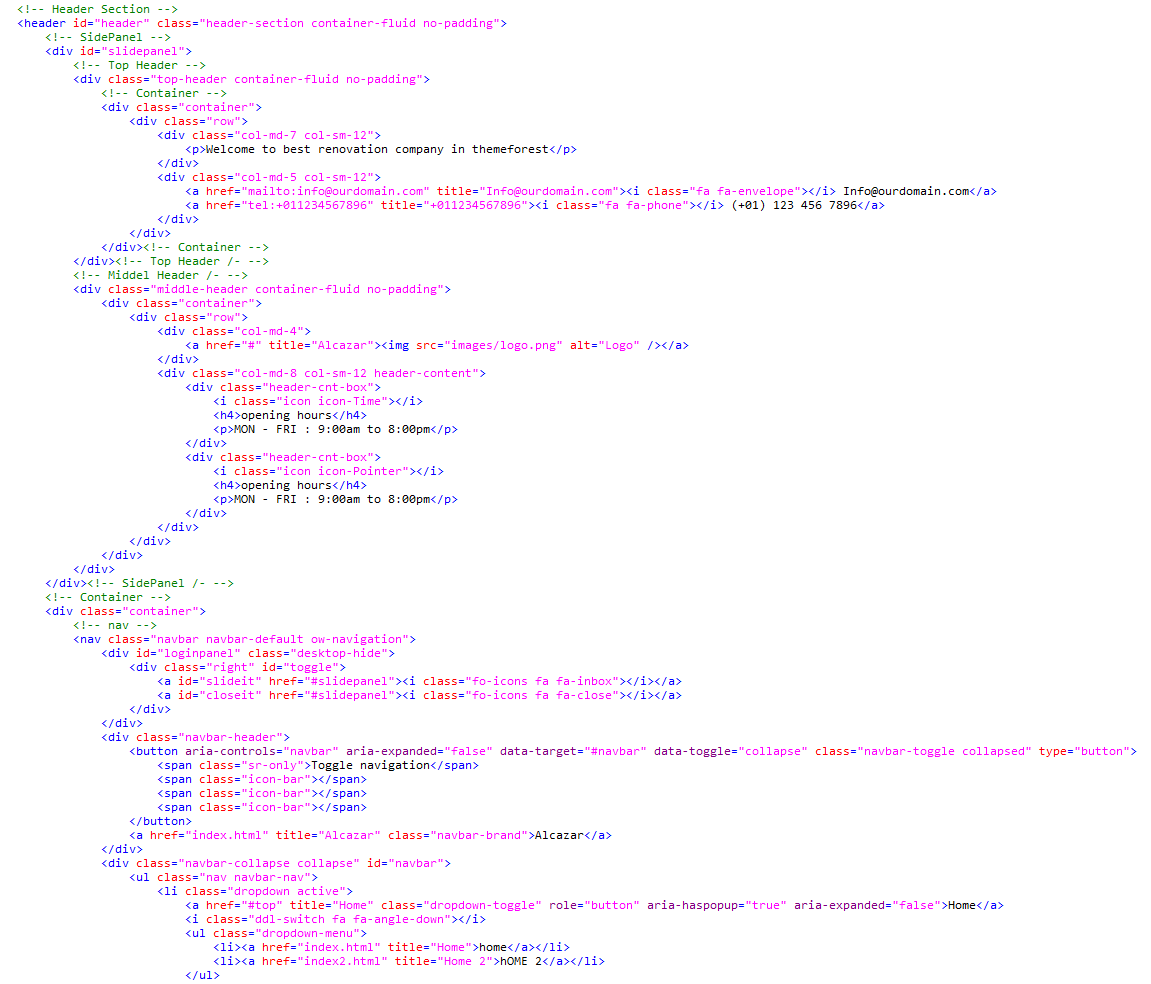 <!-- Header Section -->
<header id="header" class="header-section container-fluid no-padding">
<!-- SidePanel -->
<div id="slidepanel">
<!-- Top Header -->
<div class="top-header container-fluid no-padding">
<!-- Container -->
<div class="container">
<div class="row">
<div class="col-md-7 col-sm-12">
<p>Welcome to best renovation company in themeforest</p>
</div>
<div class="col-md-5 col-sm-12">
<a href="mailto:info@ourdomain.com" title="Info@ourdomain.com"><i class="fa fa-envelope"></i> Info@ourdomain.com</a>
<a href="tel:+011234567896" title="+011234567896"><i class="fa fa-phone"></i> (+01) 123 456 7896</a>
</div>
</div>
</div><!-- Container -->
</div><!-- Top Header /- -->
<!-- Middel Header /- -->
<div class="middle-header container-fluid no-padding">
<div class="container">
<div class="row">
<div class="col-md-4">
<a href="#" title="Alcazar"><img src="images/logo.png" alt="Logo" /></a>
</div>
<div class="col-md-8 col-sm-12 header-content">
<div class="header-cnt-box">
<i class="icon icon-Time"></i>
<h4>opening hours</h4>
<p>MON - FRI : 9:00am to 8:00pm</p>
</div>
<div class="header-cnt-box">
<i class="icon icon-Pointer"></i>
<h4>opening hours</h4>
<p>MON - FRI : 9:00am to 8:00pm</p>
</div>
</div>
</div>
</div>
</div>
</div><!-- SidePanel /- -->
<!-- Container -->
<div class="container">
<!-- nav -->
<nav class="navbar navbar-default ow-navigation">
<div id="loginpanel" class="desktop-hide">
<div class="right" id="toggle">
<a id="slideit" href="#slidepanel"><i class="fo-icons fa fa-inbox"></i></a>
<a id="closeit" href="#slidepanel"><i class="fo-icons fa fa-close"></i></a>
</div>
</div>
<div class="navbar-header">
<button aria-controls="navbar" aria-expanded="false" data-target="#navbar" data-toggle="collapse" class="navbar-toggle collapsed" type="button">
<span class="sr-only">Toggle navigation</span>
<span class="icon-bar"></span>
<span class="icon-bar"></span>
<span class="icon-bar"></span>
</button>
<a href="index.html" title="Alcazar" class="navbar-brand">Alcazar</a>
</div>
<div class="navbar-collapse collapse" id="navbar">
<ul class="nav navbar-nav">
<li class="dropdown active">
<a href="#top" title="Home" class="dropdown-toggle" role="button" aria-haspopup="true" aria-expanded="false">Home</a>
<i class="ddl-switch fa fa-angle-down"></i>
<ul class="dropdown-menu">
<li><a href="index.html" title="Home">home</a></li>
<li><a href="index2.html" title="Home 2">hOME 2</a></li>
</ul>